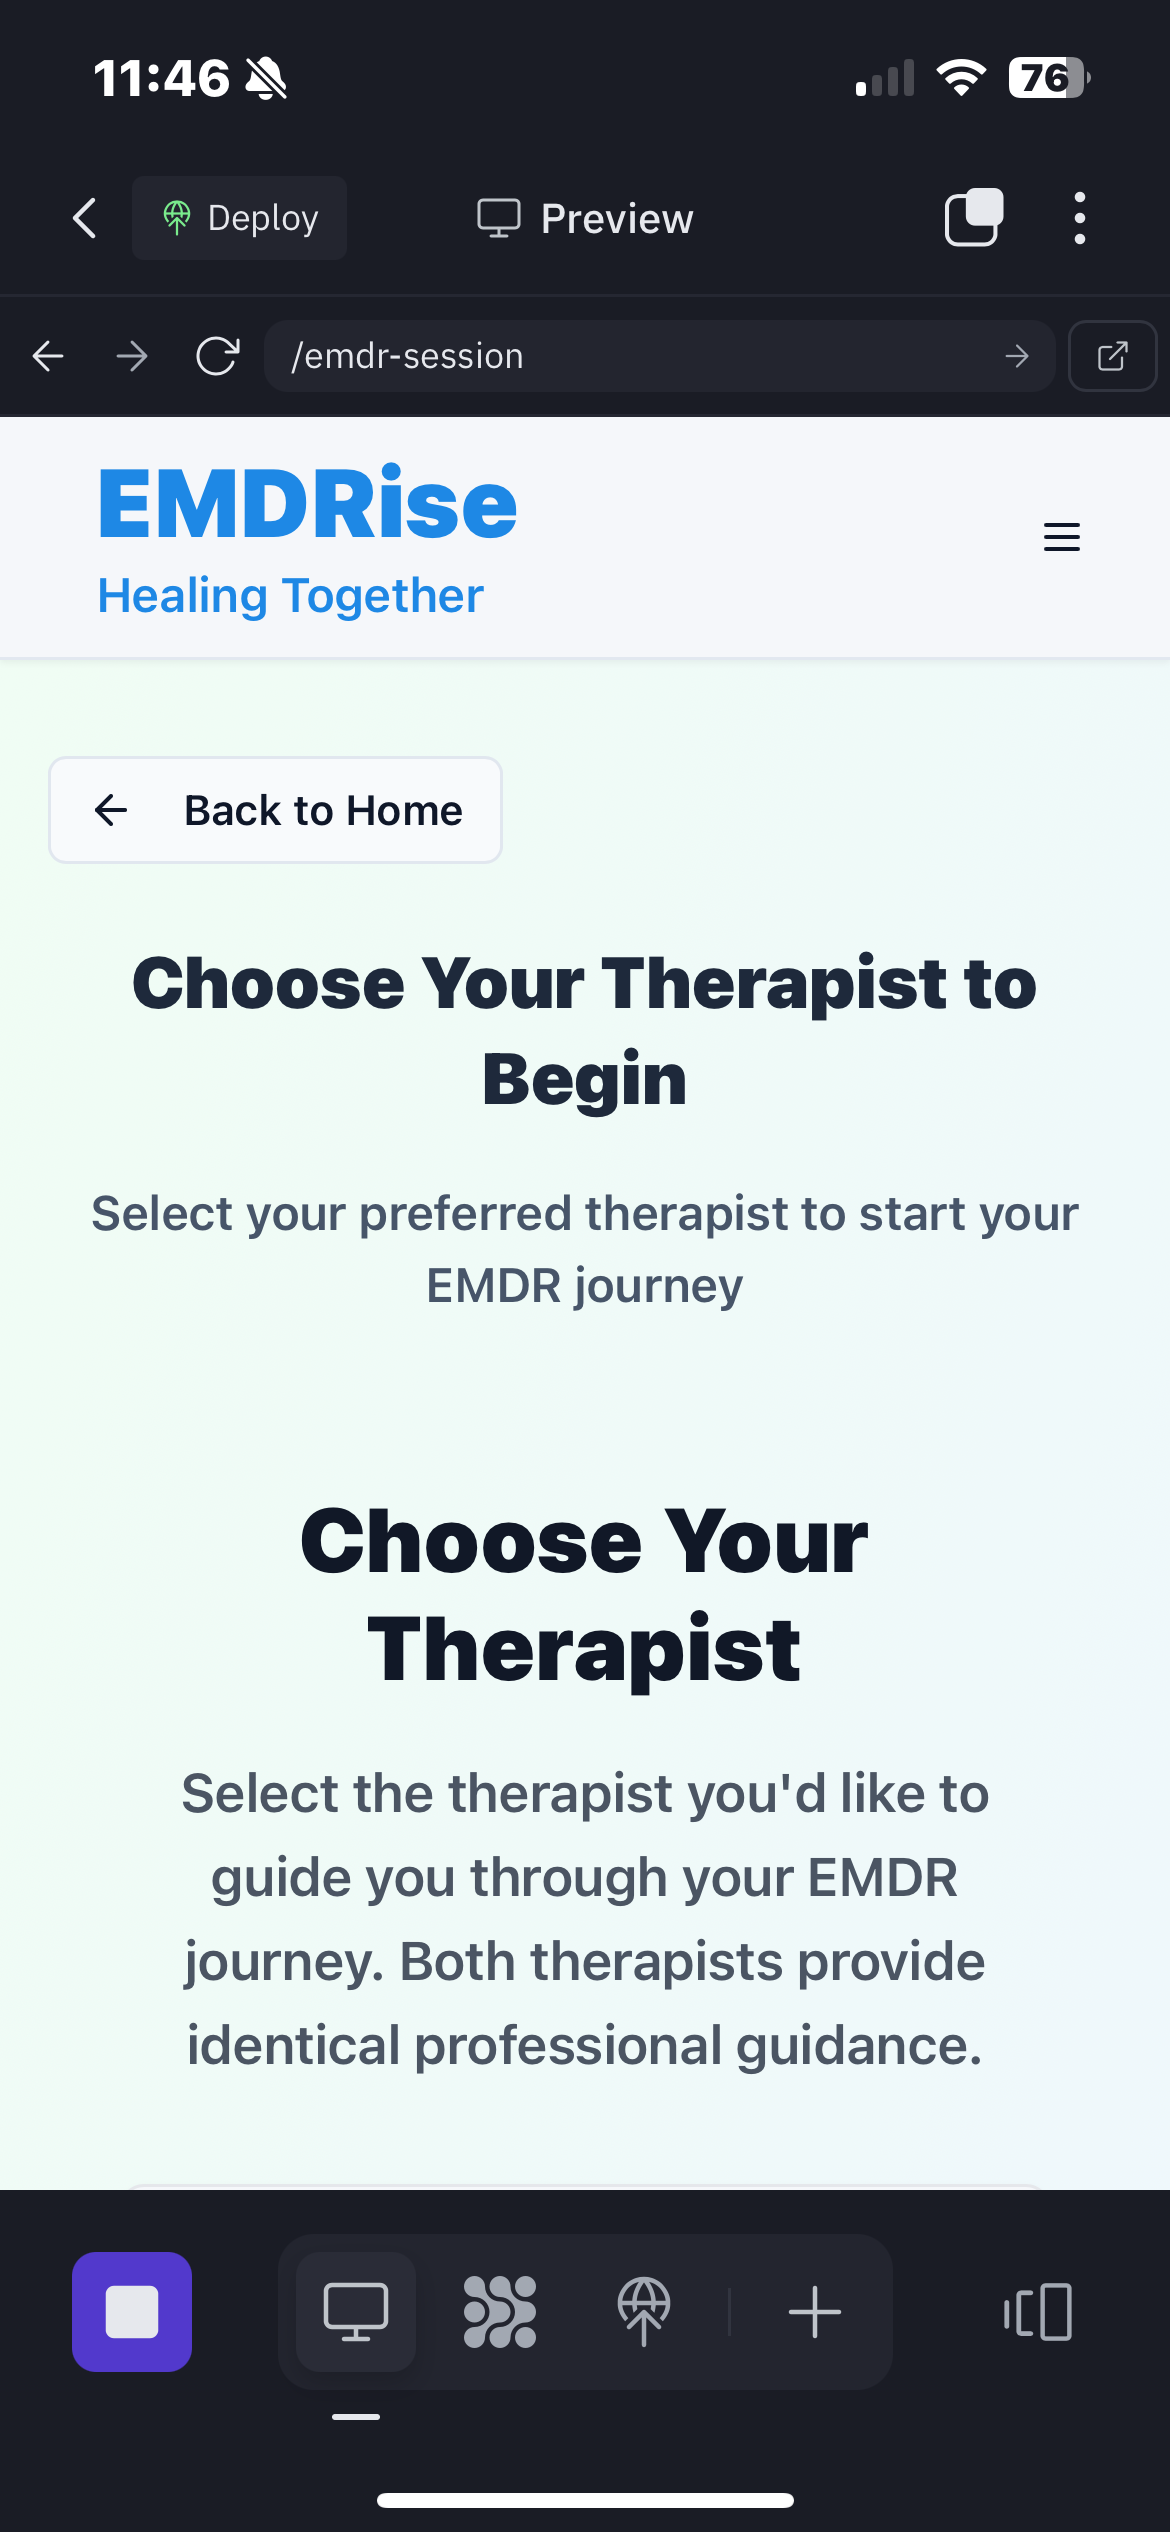 11:46
76
Deploy
Preview
/emdr-session
EMDRise
Healing Together
Back to Home
Choose Your Therapist to
Begin
Select your preferred therapist to start your
EMDR journey
Choose Your
Therapist
Select the therapist you'd like to
guide you through your EMDR
journey. Both therapists provide
identical professional guidance.